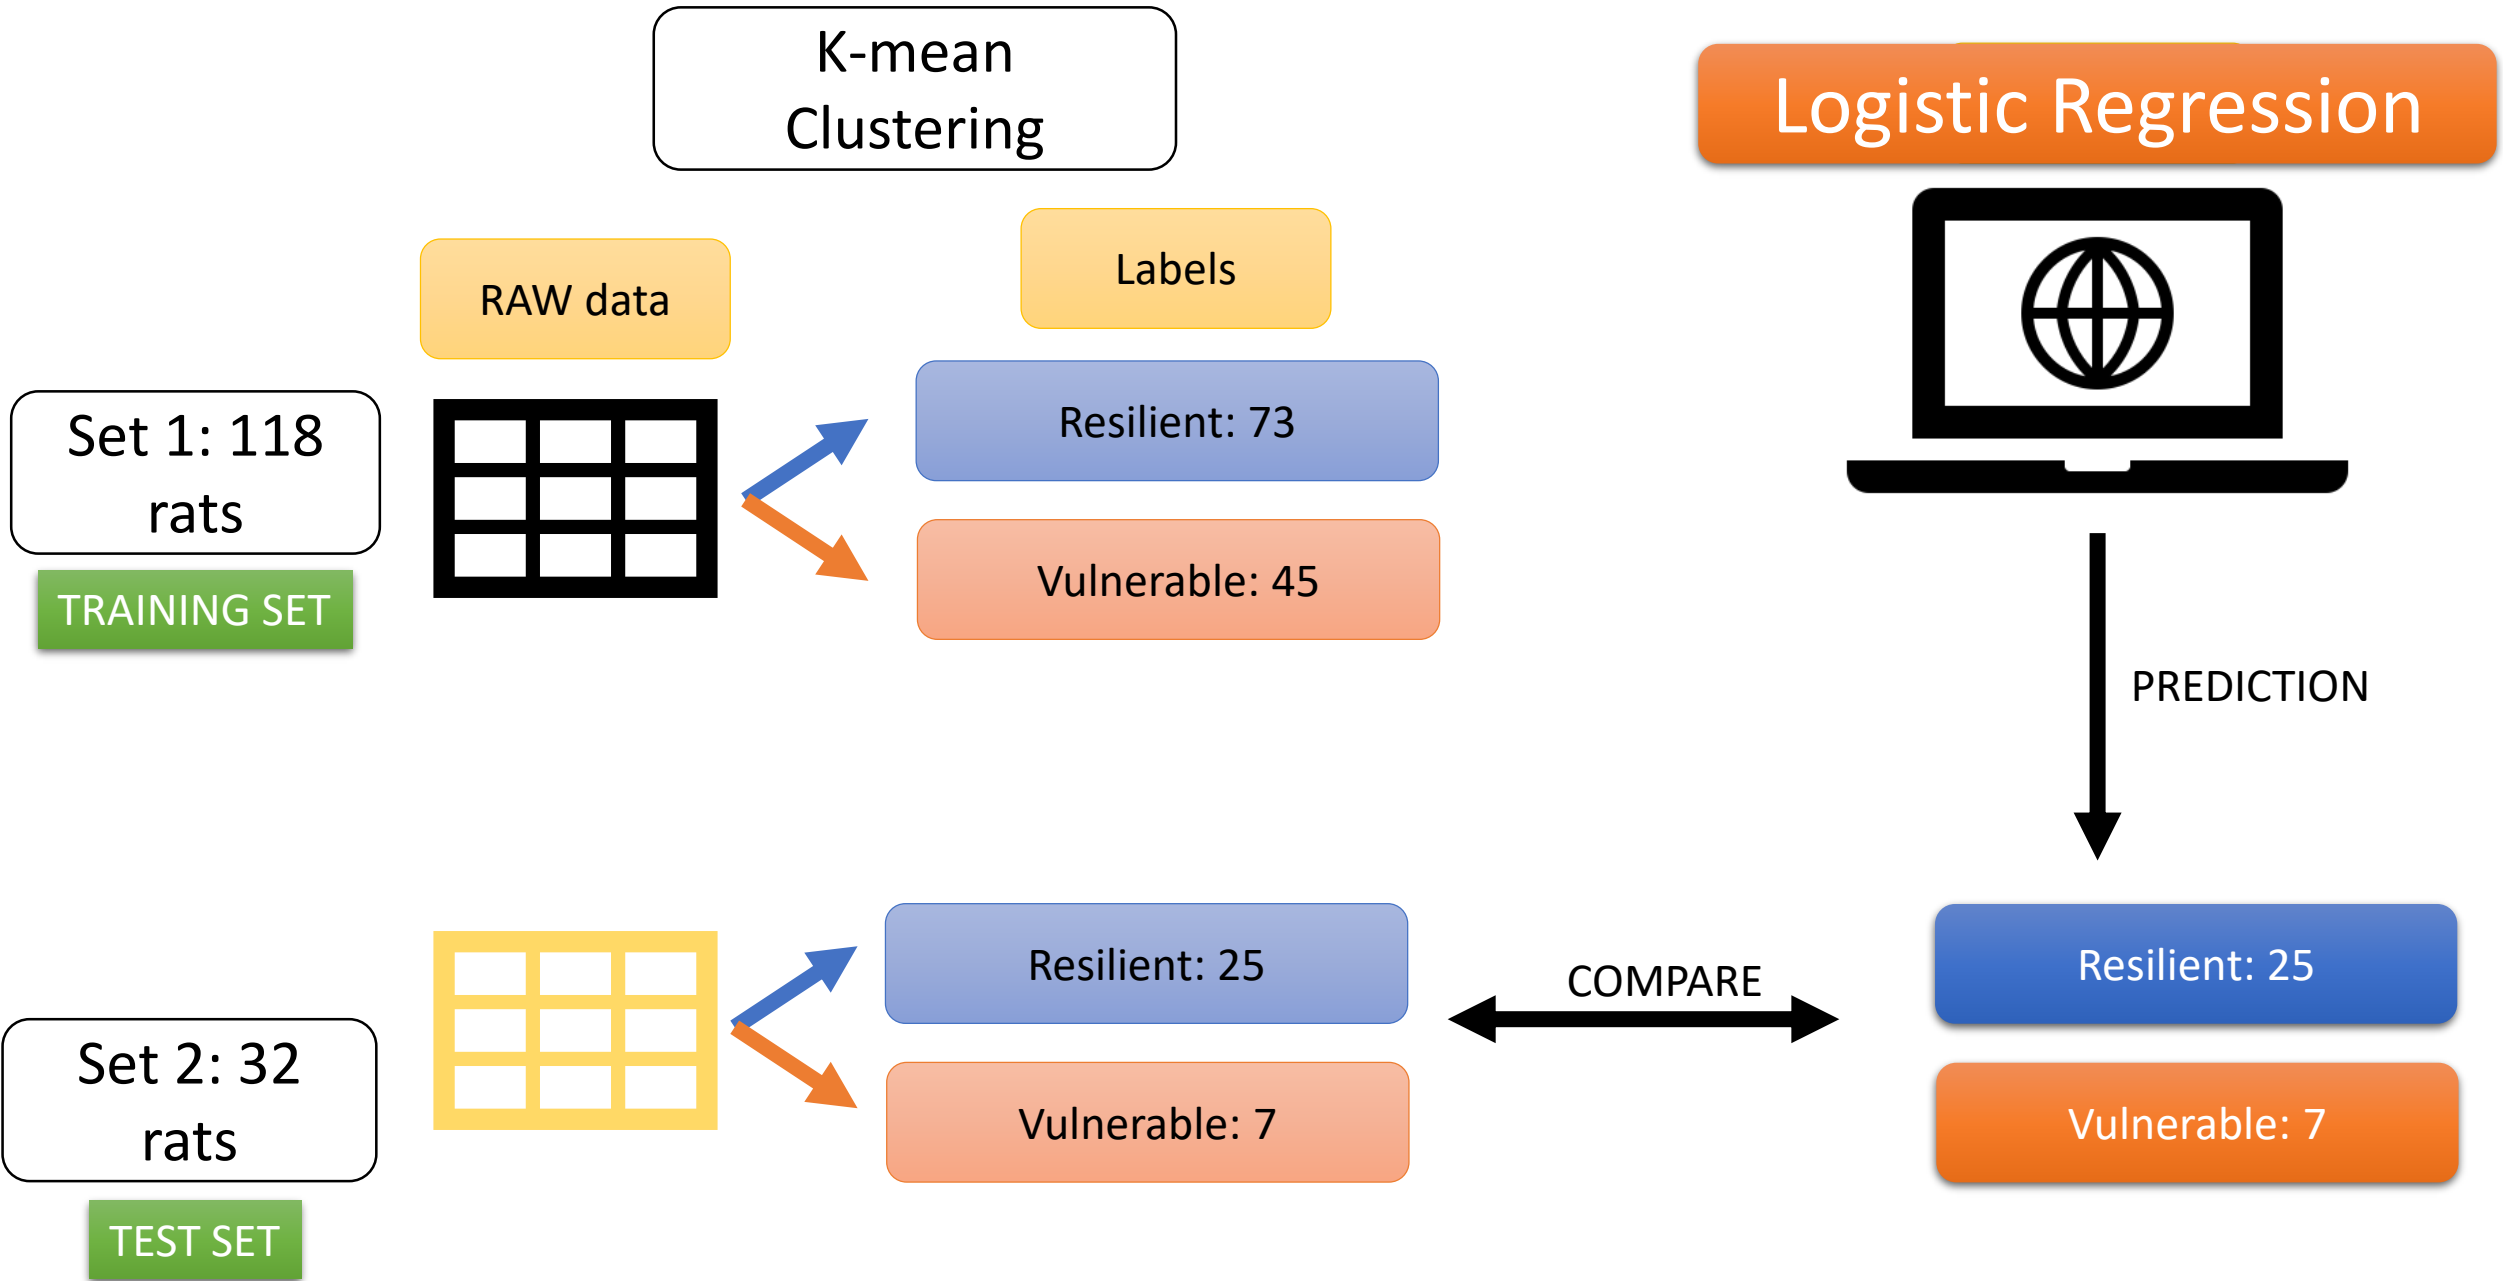 K-mean
Clustering
Logistic Regression
RAW data
Labels
Set 1: 118
rats
TRAINING SET
Resilient: 73
Vulnerable: 45
PREDICTION
Set 2: 32
rats
TEST SET
Resilient: 25
Vulnerable: 7
COMPARE
Resilient: 25
Vulnerable: 7